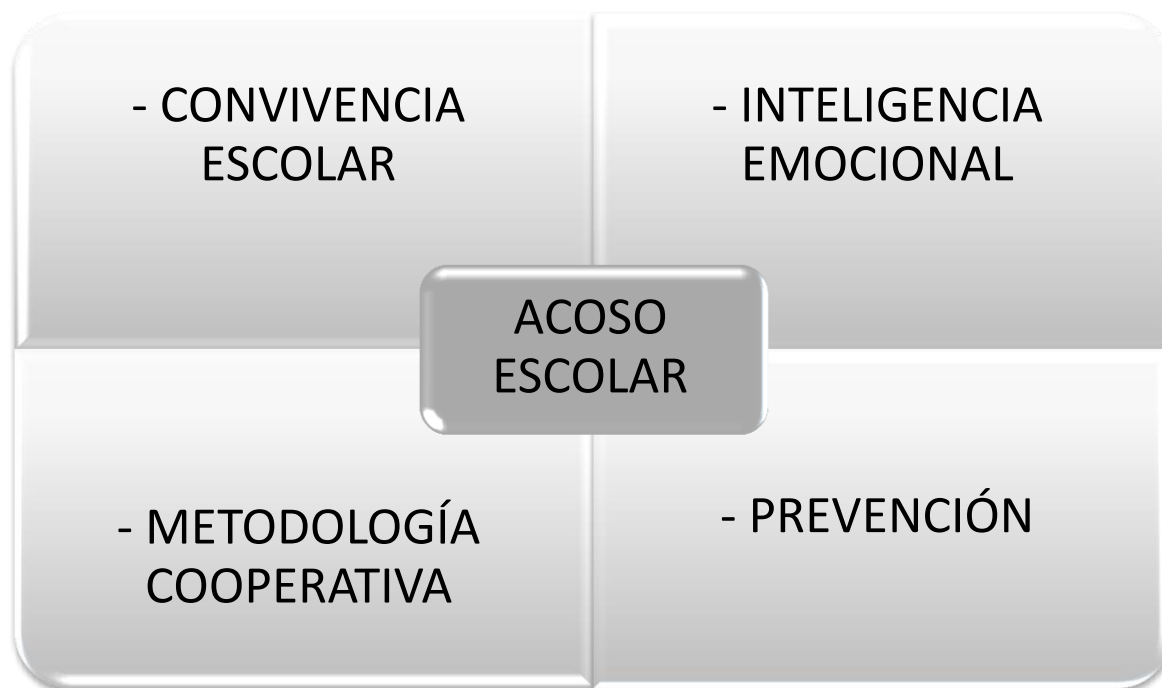 - CONVIVENCIA
ESCOLAR
- INTELIGENCIA
EMOCIONAL
ACOSO
ESCOLAR
- METODOLOGÍA
COOPERATIVA
- PREVENCIÓN